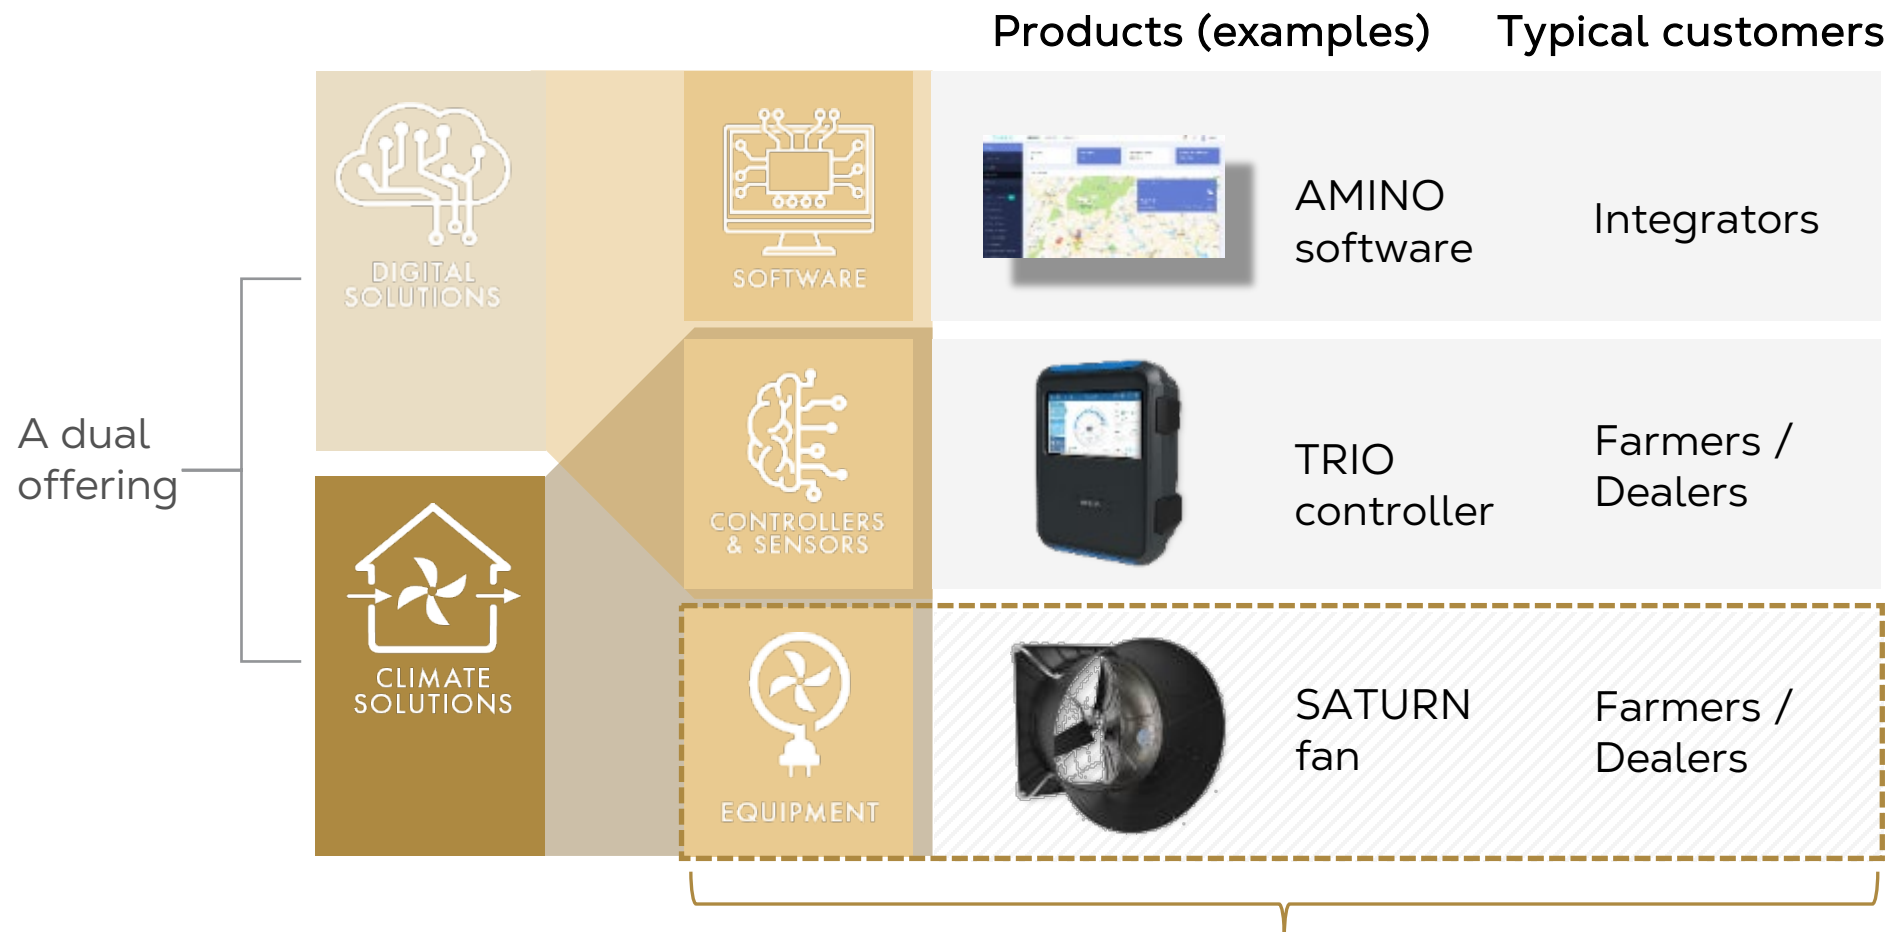 Products (examples)
Typical customers
DIGITAL
SOLUTIONS
SOFTWARE
AMINO
software
Integrators
A dual
offering
CONTROLLERS
& SENSORS
TRIO
controller
Farmers /
Dealers
CLIMATE
SOLUTIONS
EQUIPMENT
SATURN
fan
Farmers /
Dealers